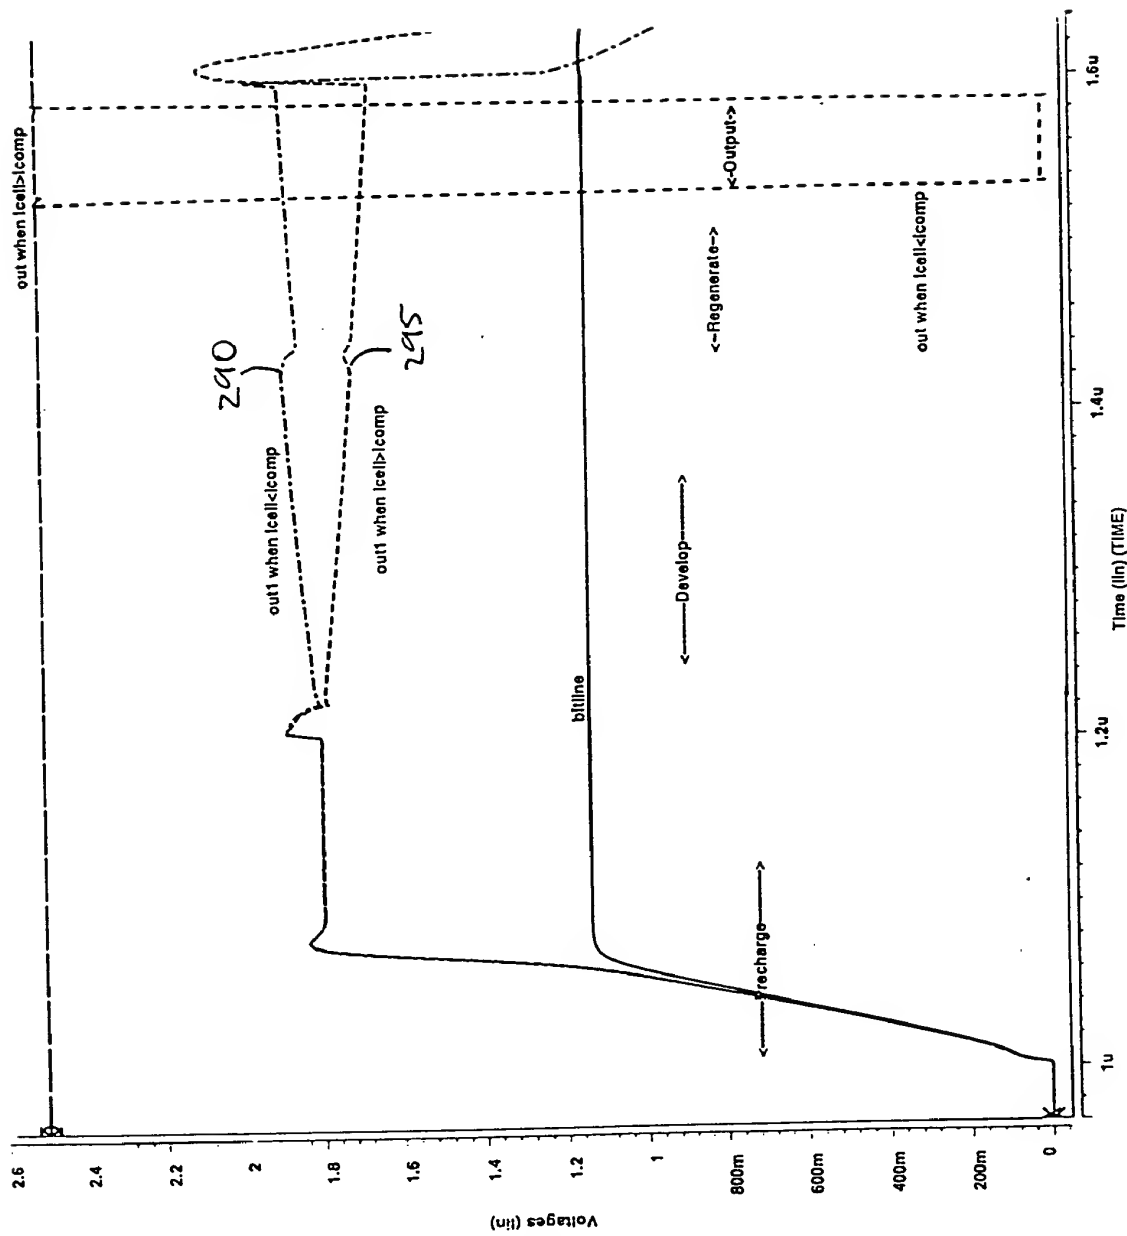 out when Icell>Icomp
290
295
out1 when Icell<Icomp
out1 when Icell>Icomp
bitline
<-Output->
<-Regenerate->
out when Icell<Icomp
<-----Develop----->
<-----Precharge----->
Voltages (lin)
2.6
2.4
2.2
2
1.8
1.6
1.4
1.2
1
800m
600m
400m
200m
0
1u
1.2u
1.4u
1.6u
Time (lin) (TIME)